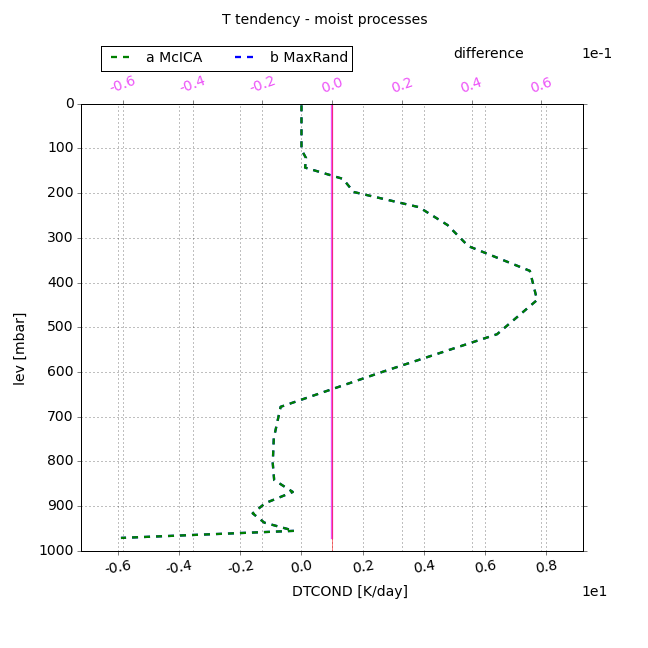 T tendency - moist processes
a McICA b MaxRand difference 1e-1
-0.6 -0.4 -0.2 0.0 0.2 0.4 0.6
0
100
200
300
400
500
600
700
800
900
1000
lev [mbar]
-0.6 -0.4 -0.2 0.0 0.2 0.4 0.6 0.8
DTCOND [K/day] 1e1